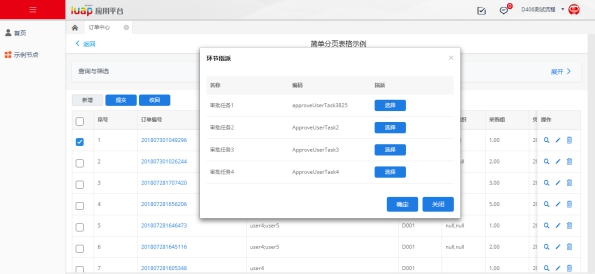 iuap 应用平台
D406测试流程
首页
示例节点
订单中心
返回
简单分页表格示例
查询与筛选
展开
新增 提交 收回
序号 订单编号 采购组 操作
1 201807301049296 1.00
2 201807301026244 null,null 2.00
3 201807281707420 3.00
4 201807281656206 5.00
5 201807281646473 user4;user5 D001 null,null 1.00
6 201807281645116 user4;user5 D001 null,null 2.00
7 201807281605348 user4 D001 1.00
环节指派
×
名称 编码 指派
审批任务1 approveUserTask3825 选择
审批任务2 ApproveUserTask2 选择
审批任务3 ApproveUserTask3 选择
审批任务4 ApproveUserTask4 选择
确定 关闭